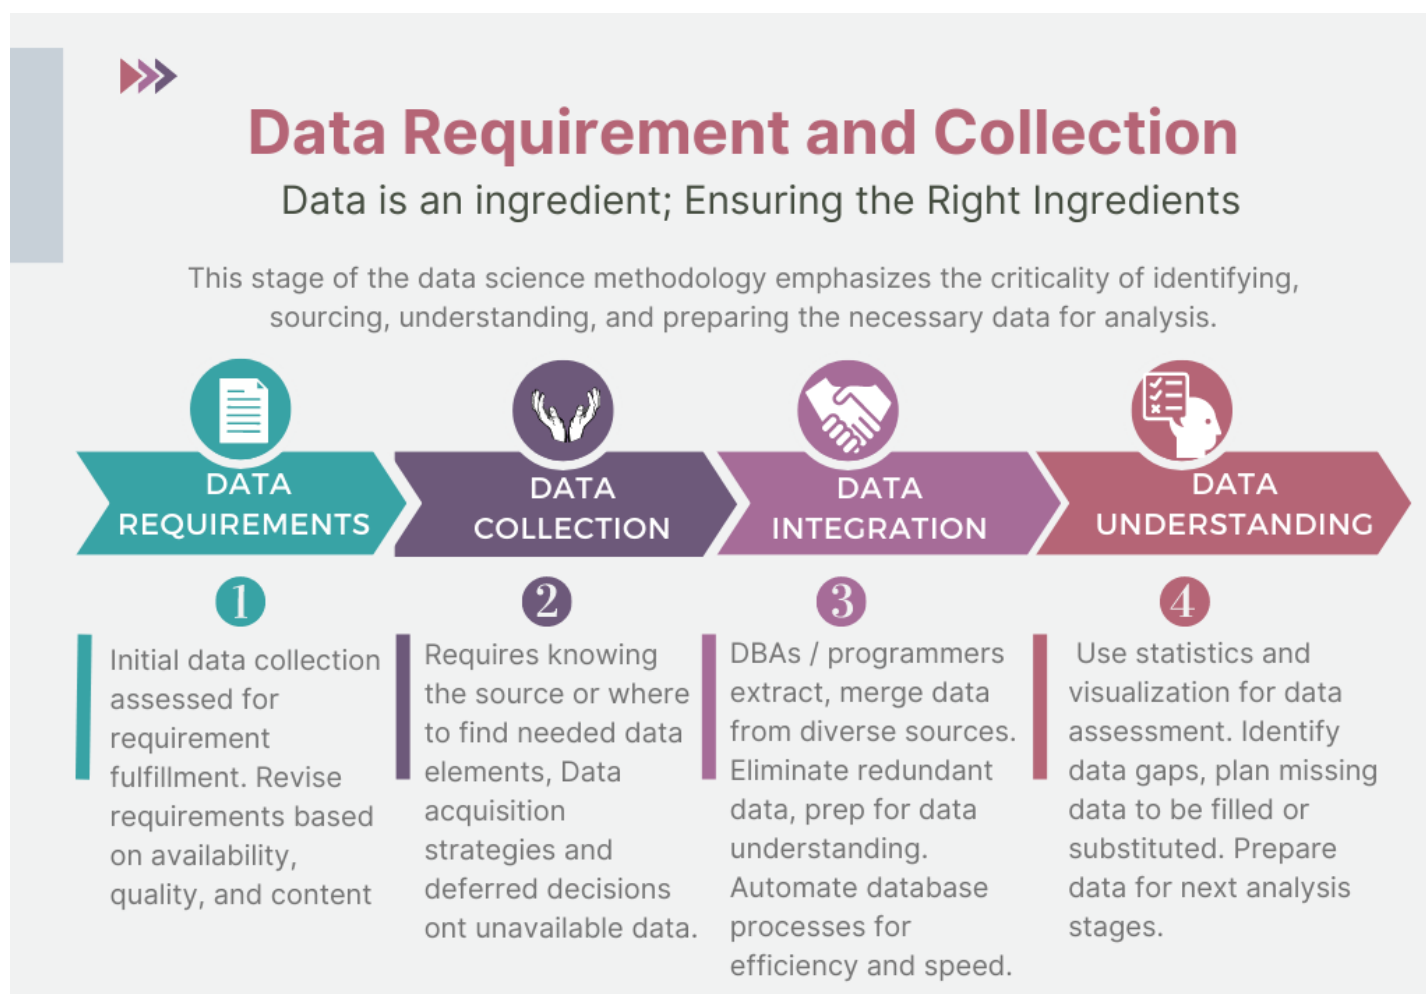 Data Requirement and Collection
Data is an ingredient; Ensuring the Right Ingredients
This stage of the data science methodology emphasizes the criticality of identifying,
sourcing, understanding, and preparing the necessary data for analysis.
DATA
REQUIREMENTS
1
Initial data collection
assessed for
requirement
fulfillment. Revise
requirements based
on availability,
quality, and content
DATA
COLLECTION
2
Requires knowing
the source or where
to find needed data
elements, Data
acquisition
strategies and
deferred decisions
ont unavailable data.
DATA
INTEGRATION
3
DBAs / programmers
extract, merge data
from diverse sources.
Eliminate redundant
data, prep for data
understanding.
Automate database
processes for
efficiency and speed.
DATA
UNDERSTANDING
4
Use statistics and
visualization for data
assessment. Identify
data gaps, plan missing
data to be filled or
substituted. Prepare
data for next analysis
stages.